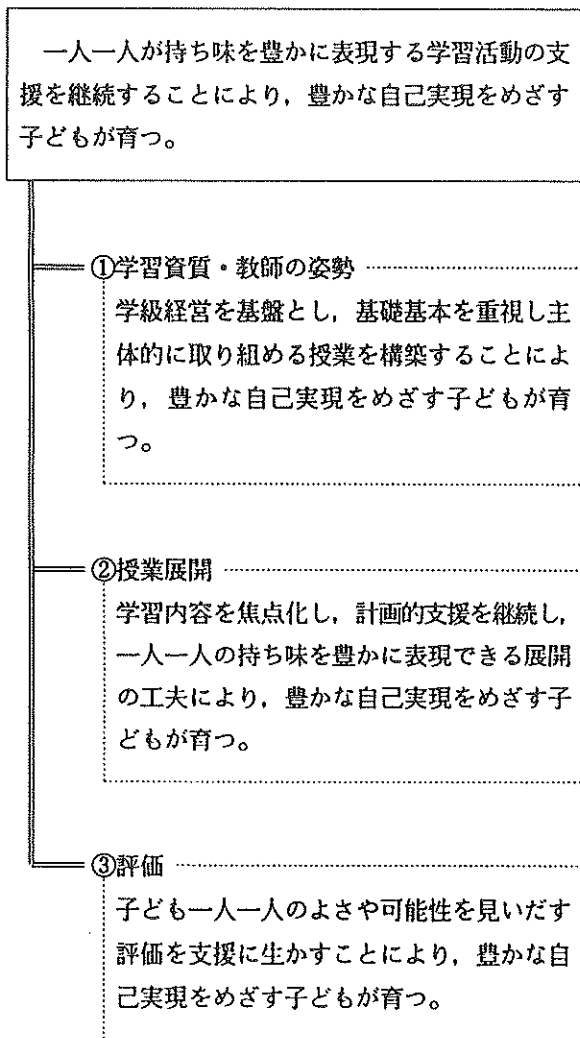 一人一人が持ち味を豊かに表現する学習活動の支
援を継続することにより，豊かな自己実現をめざす
子どもが育つ。
①学習資質・教師の姿勢
学級経営を基盤とし，基礎基本を重視し主
体的に取り組める授業を構築することによ
り，豊かな自己実現をめざす子どもが育
つ。
②授業展開
学習内容を焦点化し，計画的支援を継続し，
一人一人の持ち味を豊かに表現できる展開
の工夫により，豊かな自己実現をめざす子
どもが育つ。
③評価
子ども一人一人のよさや可能性を見いだす
評価を支援に生かすことにより，豊かな自
己実現をめざす子どもが育つ。